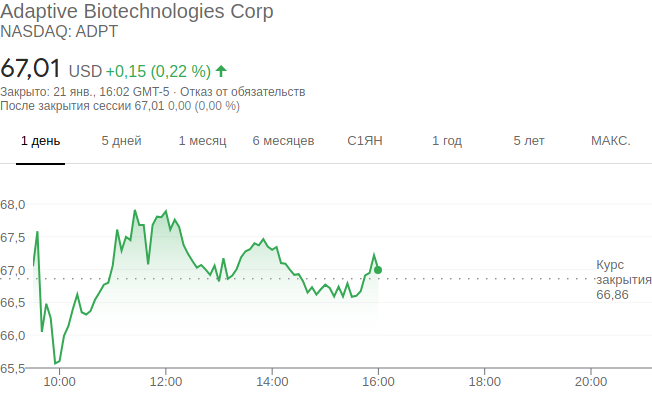 Adaptive Biotechnologies Corp
NASDAQ: ADPT
67,01 USD +0,15 (0,22 %)
Закрыто: 21 янв., 16:02 GMT-5 · Отказ от обязательств
После закрытия сессии 67,01 0,00 (0,00 %)
1 день 5 дней 1 месяц 6 месяцев С1ЯН 1 год 5 лет МАКС.
68,0
67,5
67,0
66,5
66,0
65,5
Курс
закрытия
66,86
10:00 12:00 14:00 16:00 18:00 20:00